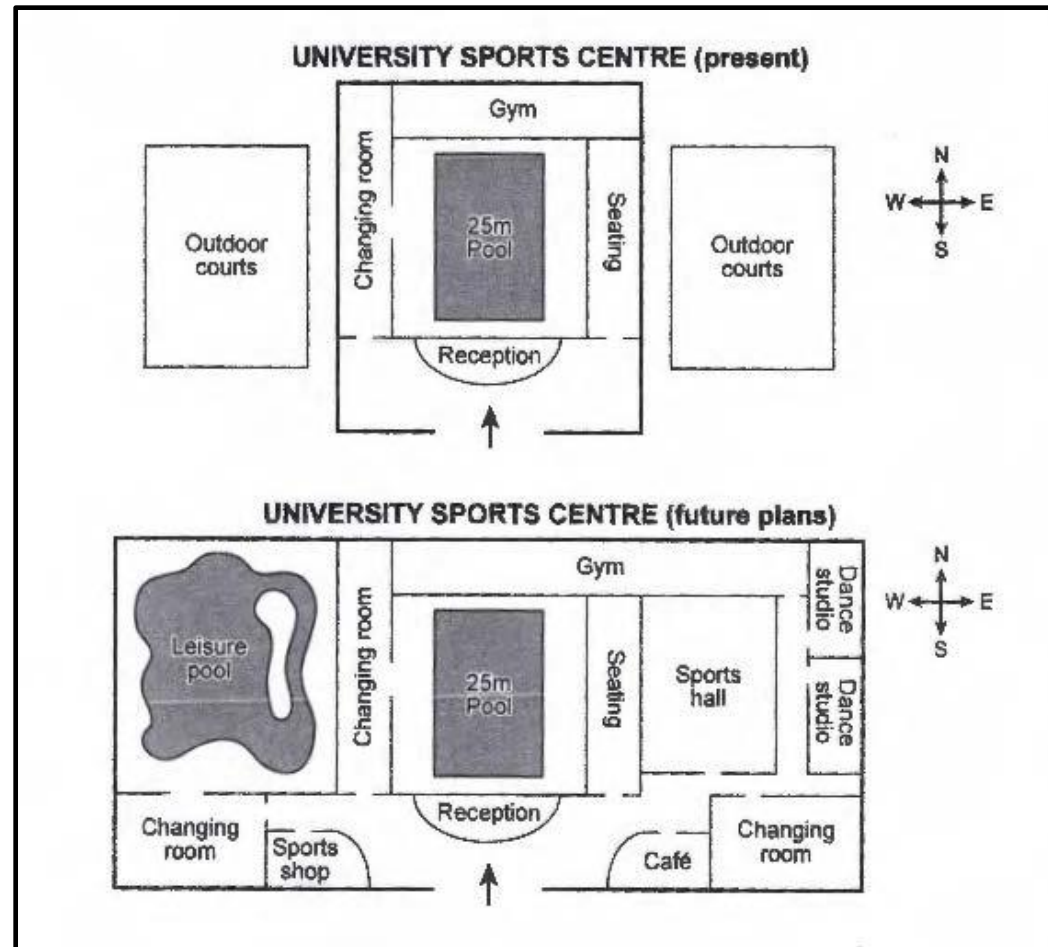 UNIVERSITY SPORTS CENTRE (present)
Gym
Changing room
Outdoor
courts
25m
Pool
Seating
Outdoor
courts
N
W
E
S
Reception
UNIVERSITY SPORTS CENTRE (future plans)
Leisure
pool
Changing room
Gym
25m
Pool
Seating
Sports
hall
Dance
studio
Dance
studio
N
W
E
S
Changing
room
Sports
shop
Reception
Café
Changing
room